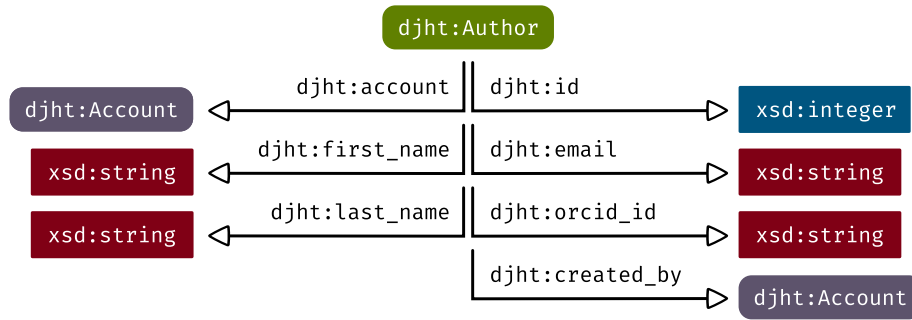 djht:Author
djht:account djht:id
djht:Account xsd:integer
djht:first_name djht:email
xsd:string xsd:string
djht:last_name djht:orcid_id
xsd:string xsd:string
djht:created_by
djht:Account